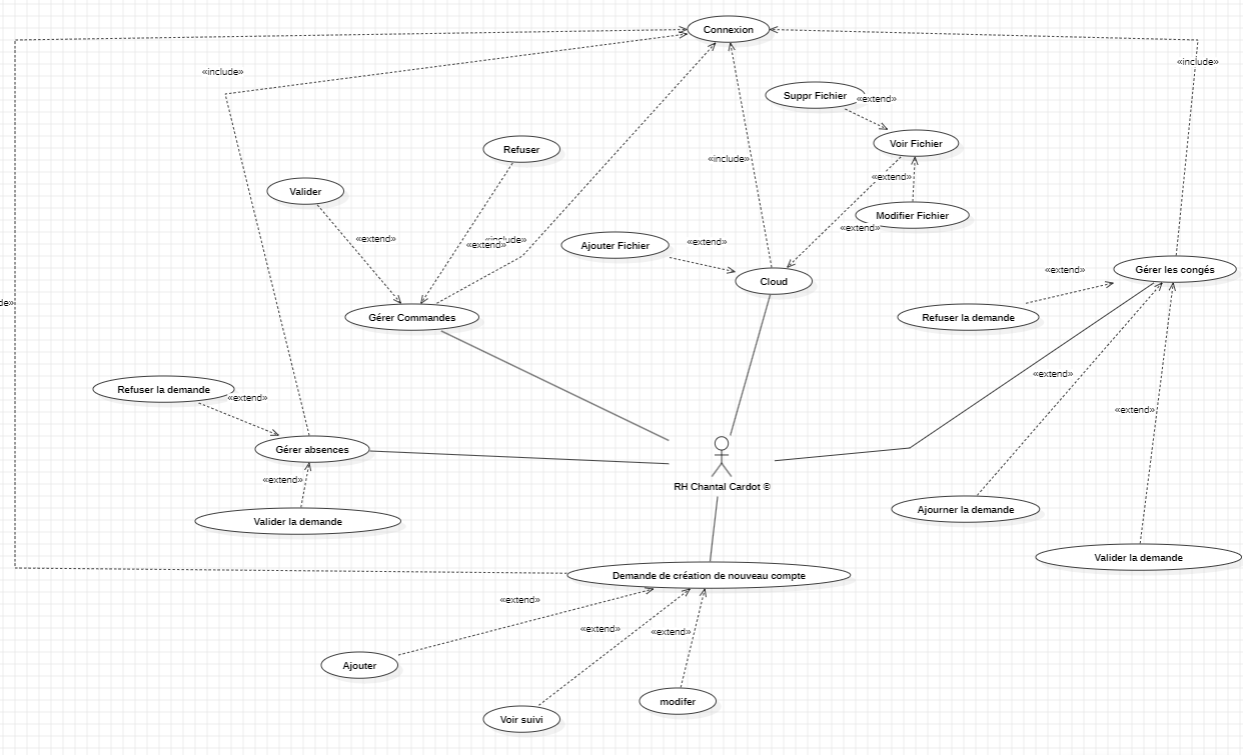 Connexion
«include»
«include»
Suppr Fichier
«extend»
Voir Fichier
Refuser
«include»
«extend»
Valider
Modifier Fichier
«extend»
«extend»
«include»
«extend»
Ajouter Fichier
«extend»
Cloud
«extend»
Gérer les congés
de»
Gérer Commandes
Refuser la demande
«extend»
Refuser la demande
«extend»
«extend»
Gérer absences
«extend»
RH Chantal Cardot ©
Ajourner la demande
Valider la demande
Valider la demande
Demande de création de nouveau compte
«extend»
«extend»
«extend»
Ajouter
modifer
Voir suivi